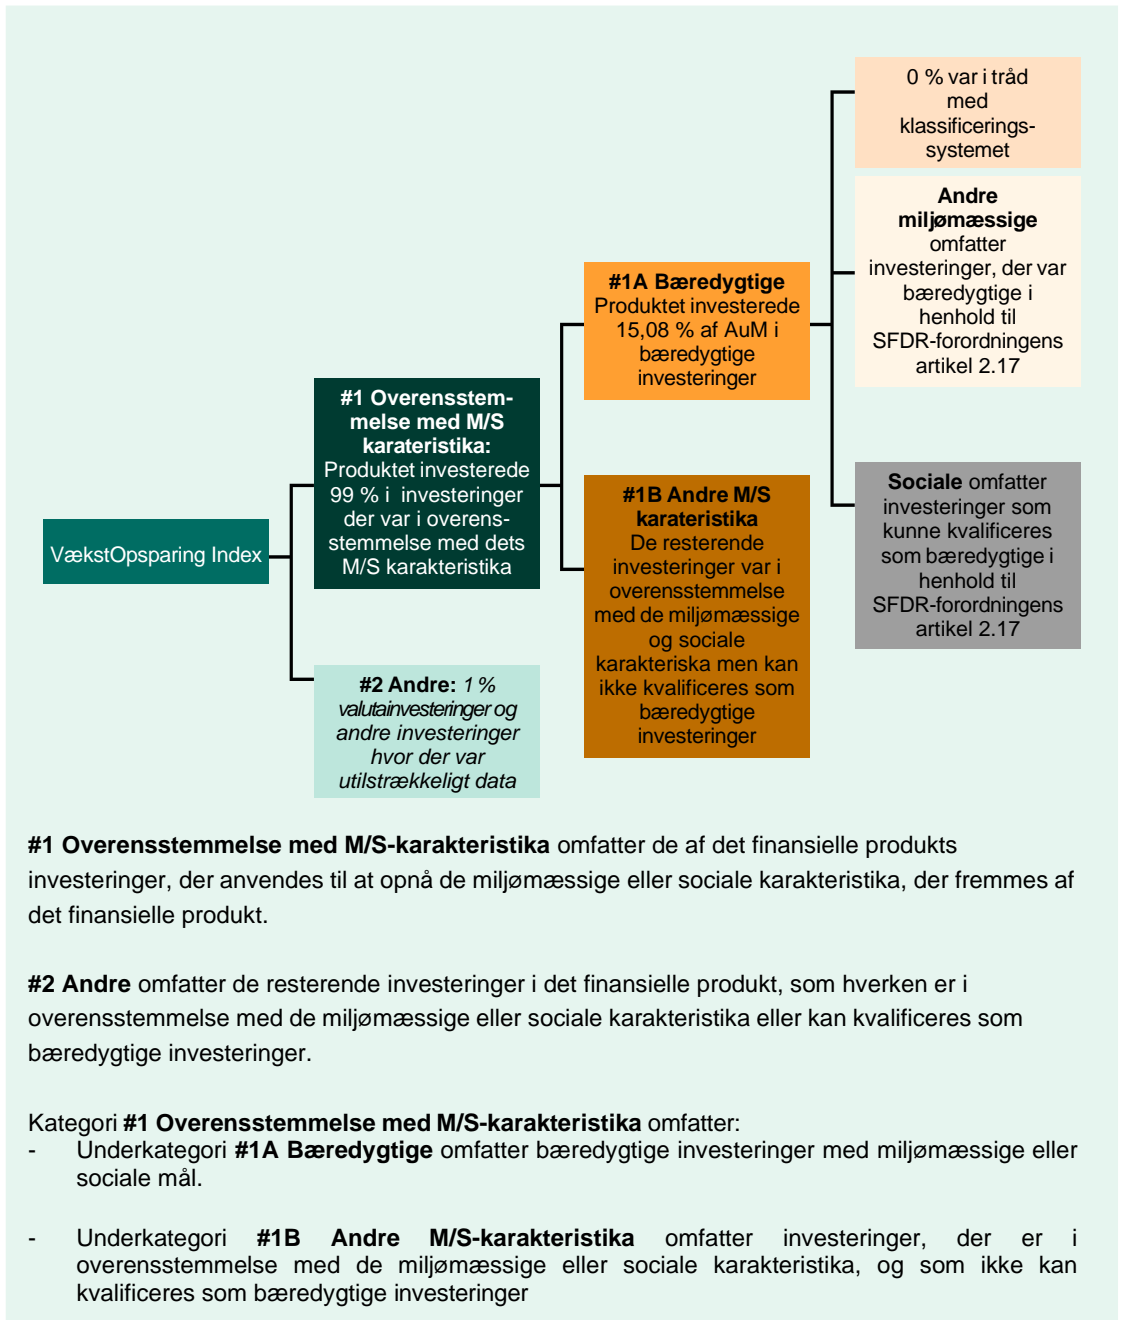 VækstOpsparing Index
#1 Overensstem-
melse med M/S
karateristika:
Produktet investerede
99 % i investeringer
der var i overens-
stemmelse med dets
M/S karakteristika
#2 Andre: 1 %
valutainvesteringer og
andre investeringer
hvor der var
utilstrækkeligt data
#1A Bæredygtige
Produktet investerede
15,08 % af AuM i
bæredygtige
investeringer
#1B Andre M/S
karateristika
De resterende
investeringer var i
overensstemmelse
med de miljømæssige
og sociale
karakteriska men kan
ikke kvalificeres som
bæredygtige
investeringer
0 % var i tråd
med
klassificerings-
systemet
Andre
miljømæssige
omfatter
investeringer, der var
bæredygtige i
henhold til
SFDR-forordningens
artikel 2.17
Sociale omfatter
investeringer som
kunne kvalificeres
som bæredygtige i
henhold til
SFDR-forordningens
artikel 2.17
#1 Overensstemmelse med M/S-karakteristika omfatter de af det finansielle produkts
investeringer, der anvendes til at opnå de miljømæssige eller sociale karakteristika, der fremmes af
det finansielle produkt.
#2 Andre omfatter de resterende investeringer i det finansielle produkt, som hverken er i
overensstemmelse med de miljømæssige eller sociale karakteristika eller kan kvalificeres som
bæredygtige investeringer.
Kategori #1 Overensstemmelse med M/S-karakteristika omfatter:
- Underkategori #1A Bæredygtige omfatter bæredygtige investeringer med miljømæssige eller
sociale mål.
- Underkategori #1B Andre M/S-karakteristika omfatter investeringer, der er i
overensstemmelse med de miljømæssige eller sociale karakteristika, og som ikke kan
kvalificeres som bæredygtige investeringer